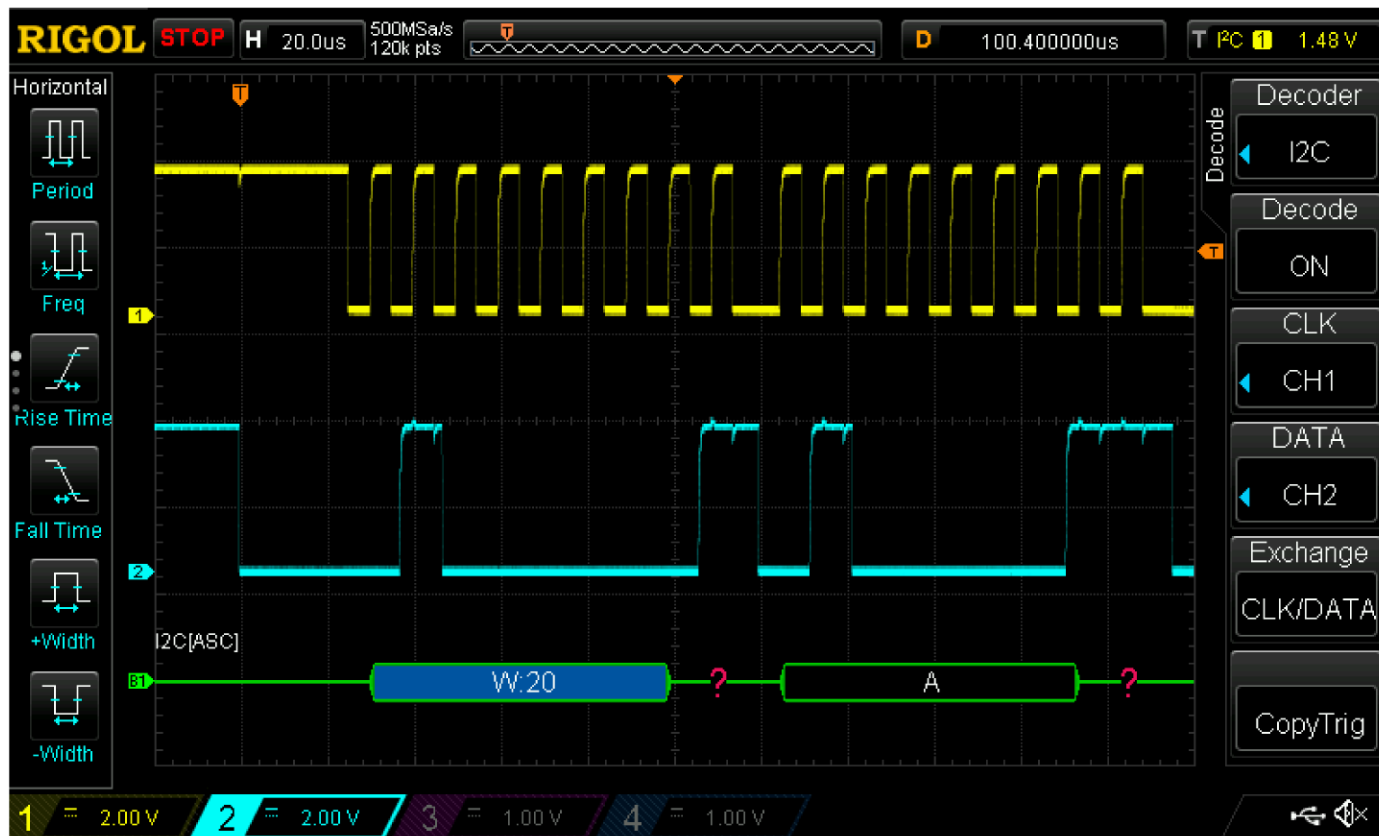 RIGOL STOP H 20.0us 500MSa/s 120k pts T D 100.400000us T I²C 1 1.48 V
Horizontal
Period
Freq
Rise Time
Fall Time
+Width
-Width
T
T
1
2
I2C[ASC]
B1 W:20 ? A ?
Decode
Decoder
I2C
Decode
ON
CLK
CH1
DATA
CH2
Exchange
CLK/DATA
CopyTrig
1 2.00 V 2 2.00 V 3 1.00 V 4 1.00 V